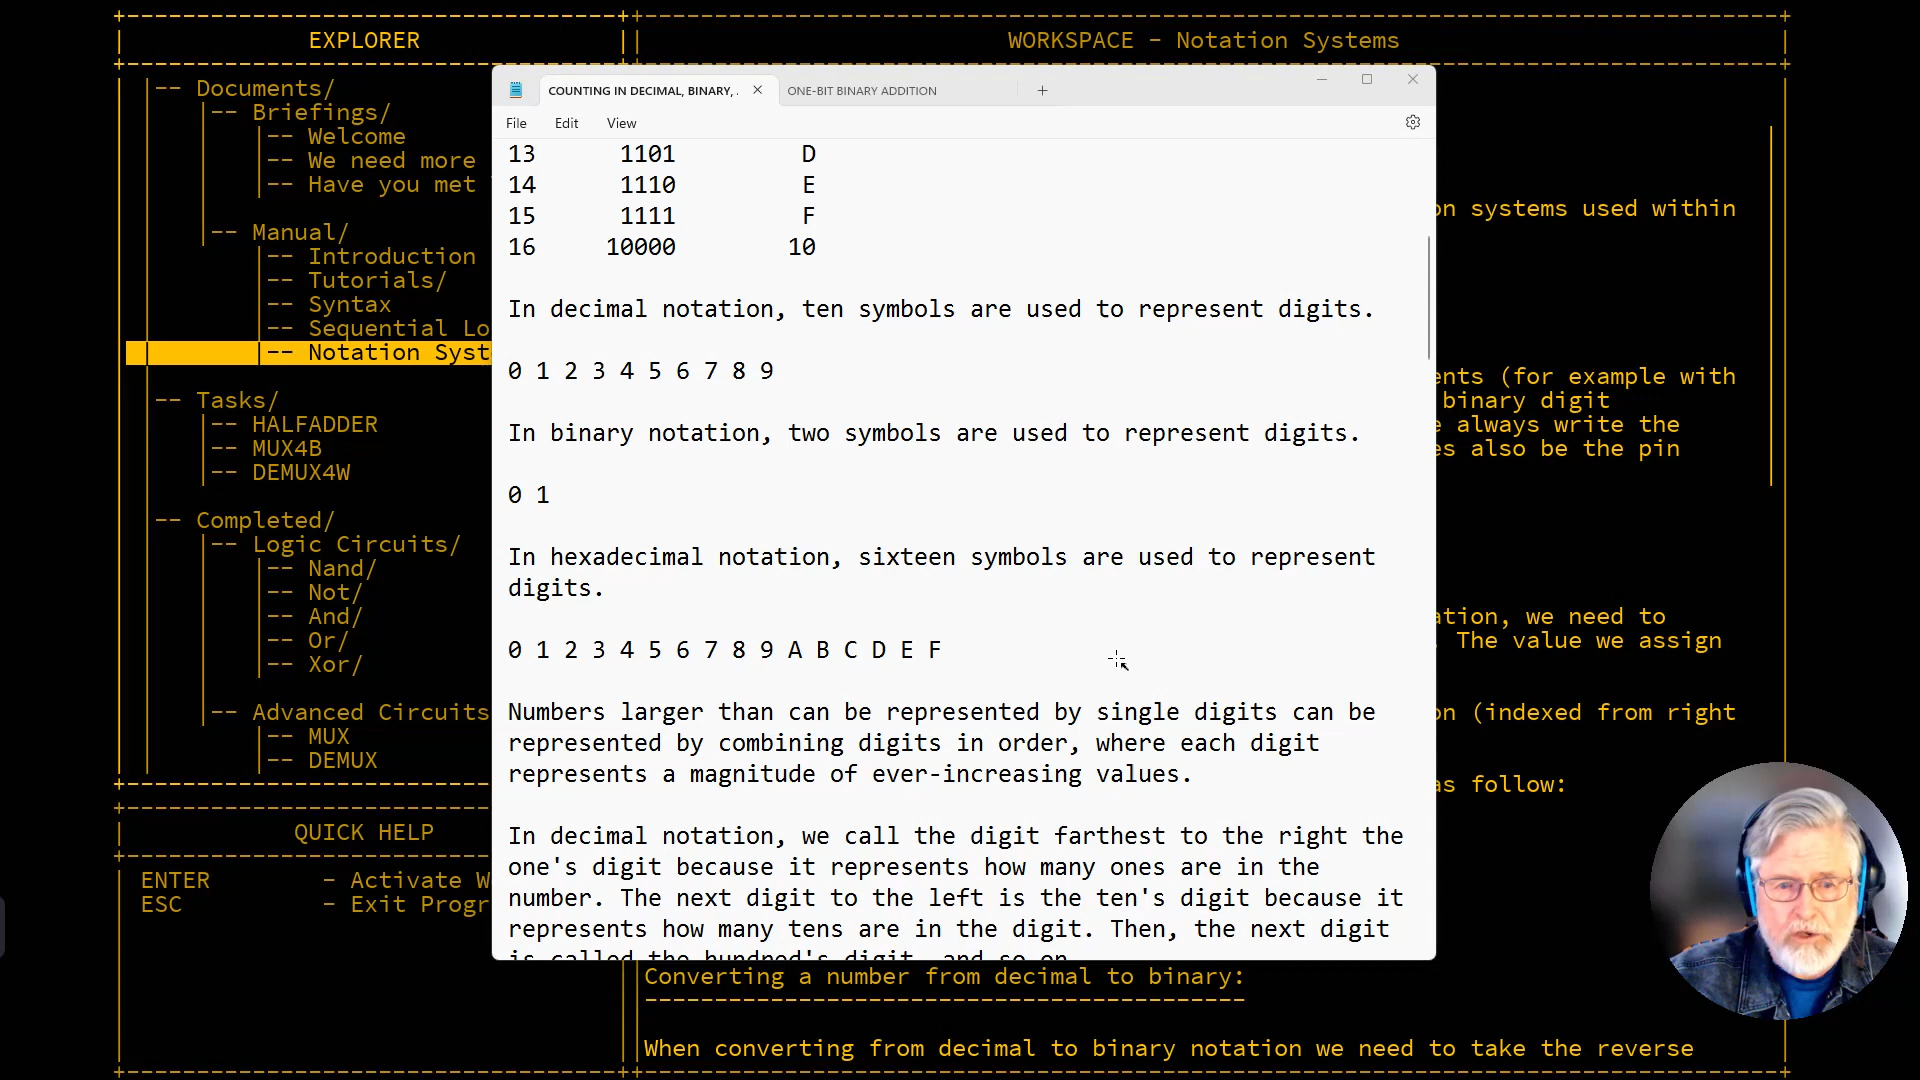 EXPLORER
WORKSPACE - Notation Systems
-- Documents/
-- Briefings/
-- Welcome
-- We need more
-- Have you met
-- Manual/
-- Introduction
-- Tutorials/
-- Syntax
-- Sequential Lo
-- Notation Syst
-- Tasks/
-- HALFADDER
-- MUX4B
-- DEMUX4W
-- Completed/
-- Logic Circuits/
-- Nand/
-- Not/
-- And/
-- Or/
-- Xor/
-- Advanced Circuits
-- MUX
-- DEMUX
QUICK HELP
ENTER - Activate W
ESC - Exit Progr
COUNTING IN DECIMAL, BINARY,
ONE-BIT BINARY ADDITION
File Edit View
13 1101 D
14 1110 E
15 1111 F
16 10000 10
In decimal notation, ten symbols are used to represent digits.
0 1 2 3 4 5 6 7 8 9
In binary notation, two symbols are used to represent digits.
0 1
In hexadecimal notation, sixteen symbols are used to represent
digits.
0 1 2 3 4 5 6 7 8 9 A B C D E F
Numbers larger than can be represented by single digits can be
represented by combining digits in order, where each digit
represents a magnitude of ever-increasing values.
In decimal notation, we call the digit farthest to the right the
one's digit because it represents how many ones are in the
number. The next digit to the left is the ten's digit because it
represents how many tens are in the digit. Then, the next digit
is called the hundred's digit, and so on.
on systems used within
ents (for example with
binary digit
e always write the
es also be the pin
ation, we need to
. The value we assign
on (indexed from right
as follow:
Converting a number from decimal to binary:
-------------------------------------------
When converting from decimal to binary notation we need to take the reverse